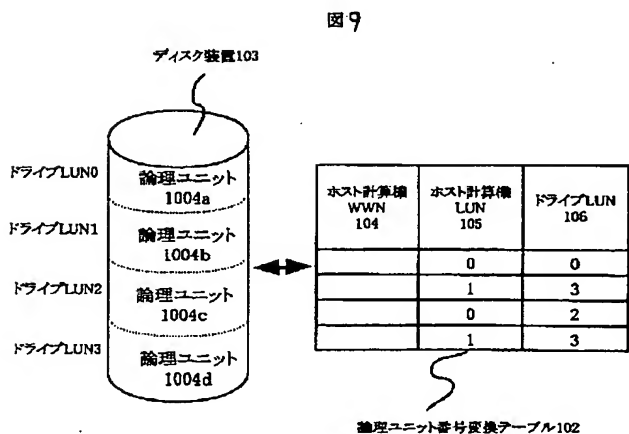 図9
ディスク装置103
ドライブLUN0
論理ユニット
1004a
ドライブLUN1
論理ユニット
1004b
ドライブLUN2
論理ユニット
1004c
ドライブLUN3
論理ユニット
1004d
ホスト計算機
WWN
104
ホスト計算機
LUN
105
ドライブLUN
106
0 0
1 3
0 2
1 3
論理ユニット番号変換テーブル102